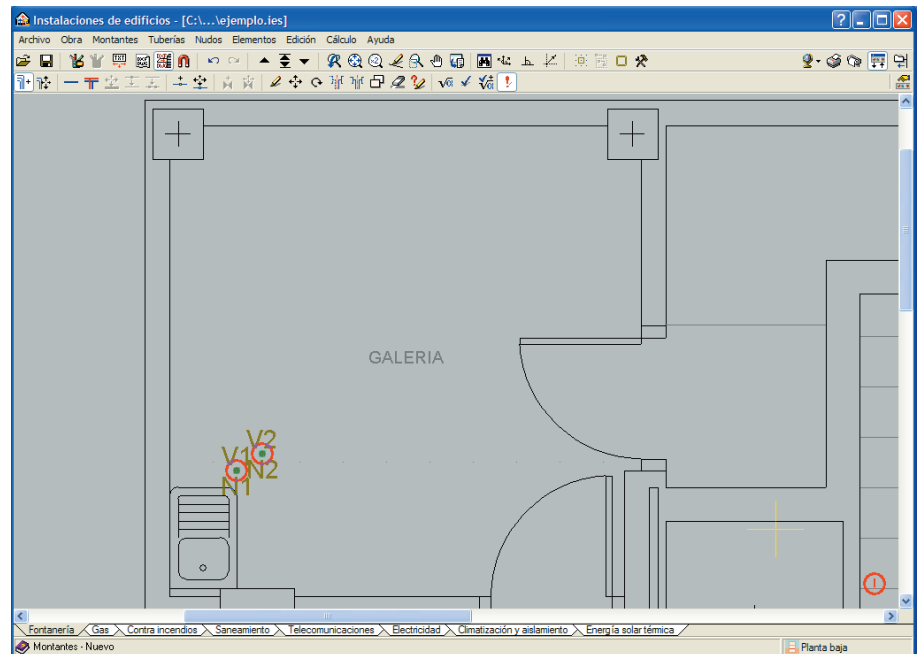 Instalaciones de edificios - [C:\...\ejemplo.ies]
Archivo Obra Montantes Tuberías Nudos Elementos Edición Cálculo Ayuda
GALERIA
V2
V1
N2
N1
Fontanería Gas Contra incendios Saneamiento Telecomunicaciones Electricidad Climatización y aislamiento Energía solar térmica
Montantes - Nuevo Planta baja